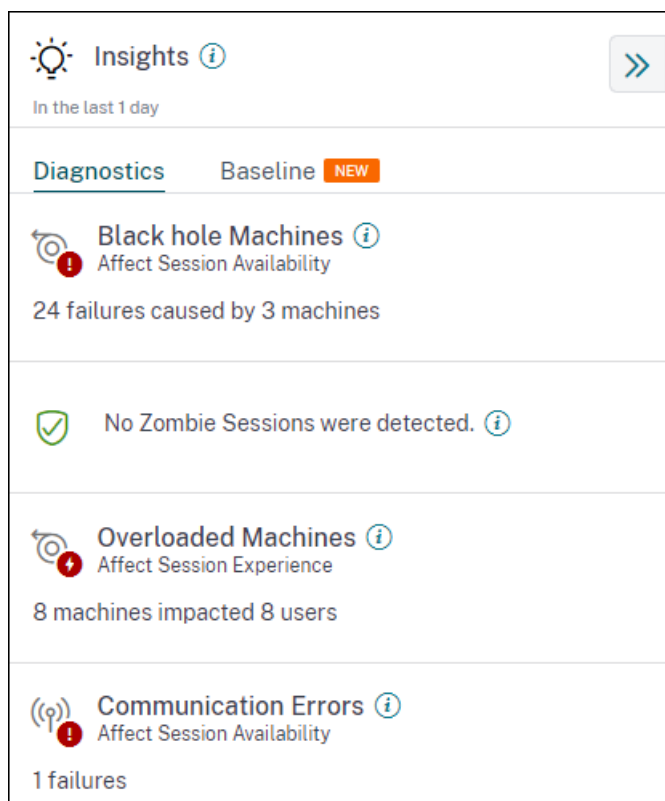 Insights
In the last 1 day
Diagnostics Baseline NEW
Black hole Machines
Affect Session Availability
24 failures caused by 3 machines
No Zombie Sessions were detected.
Overloaded Machines
Affect Session Experience
8 machines impacted 8 users
Communication Errors
Affect Session Availability
1 failures